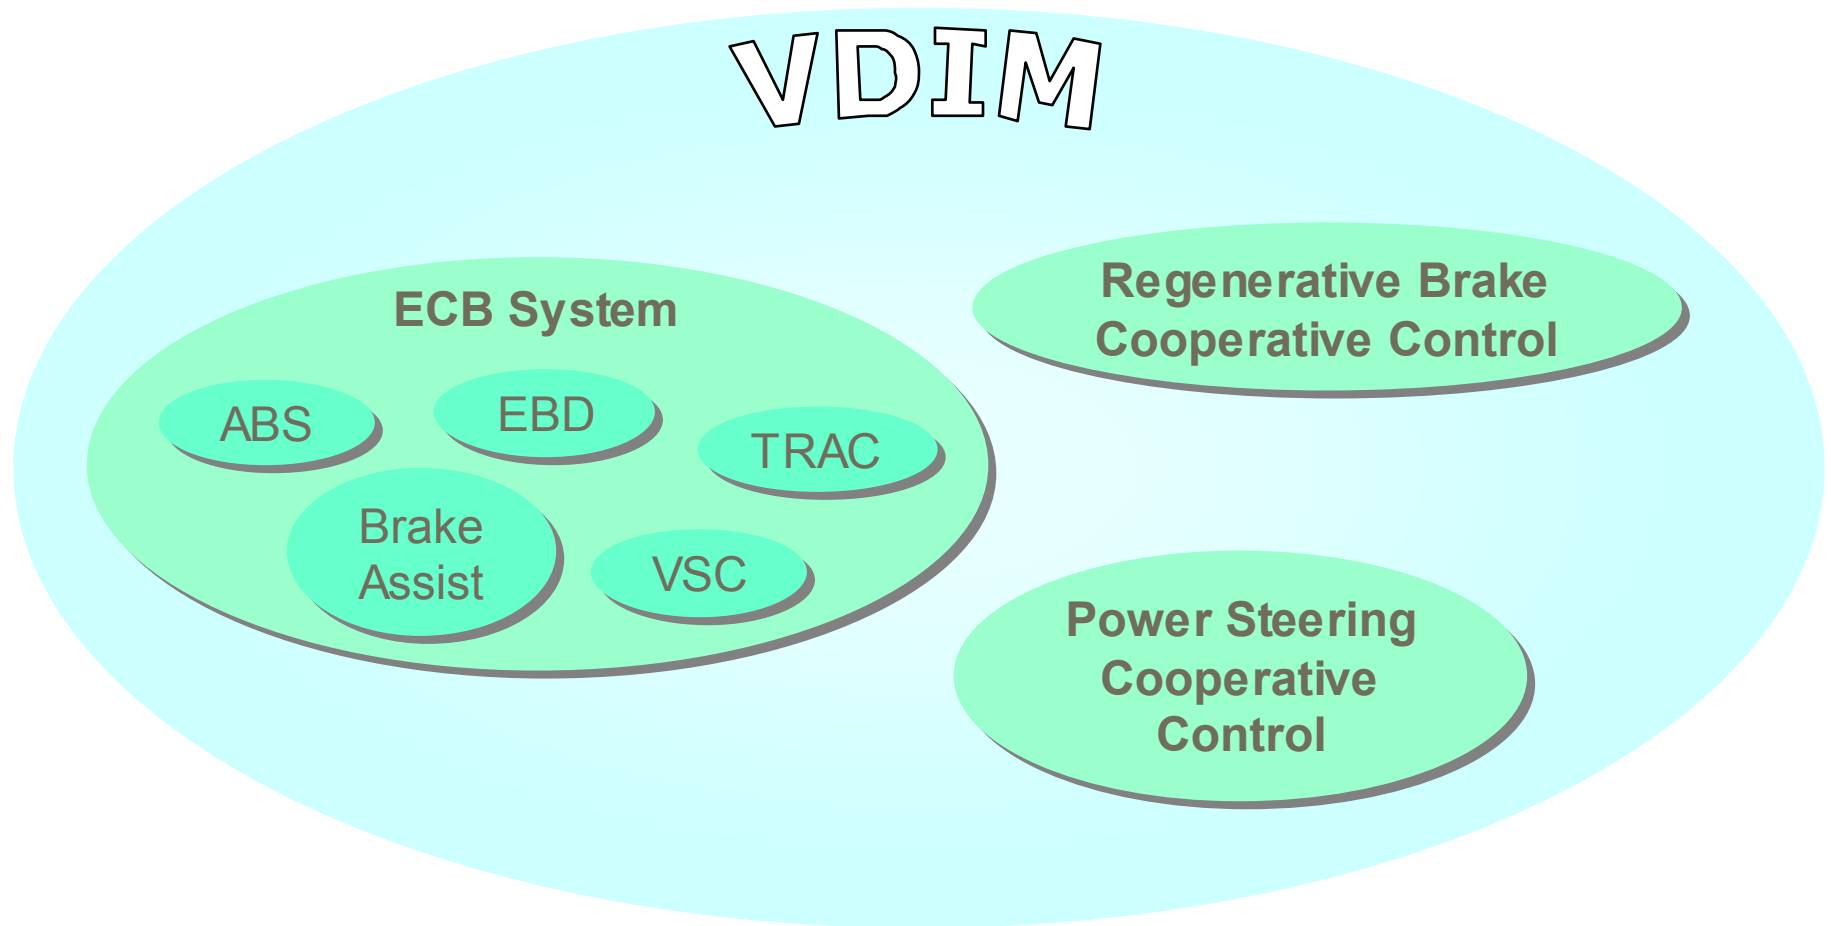 VDIM
ECB System
ABS
EBD
TRAC
Brake
Assist
VSC
Regenerative Brake
Cooperative Control
Power Steering
Cooperative
Control